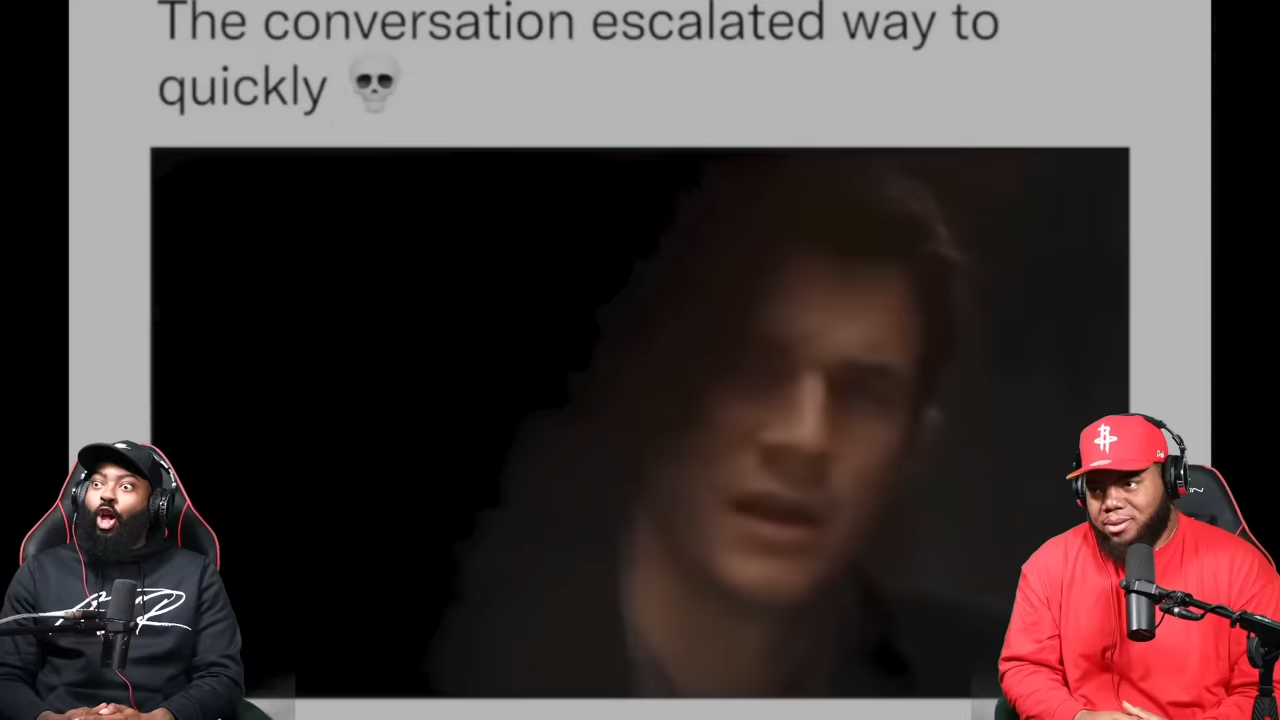 The conversation escalated way to
quickly 💀